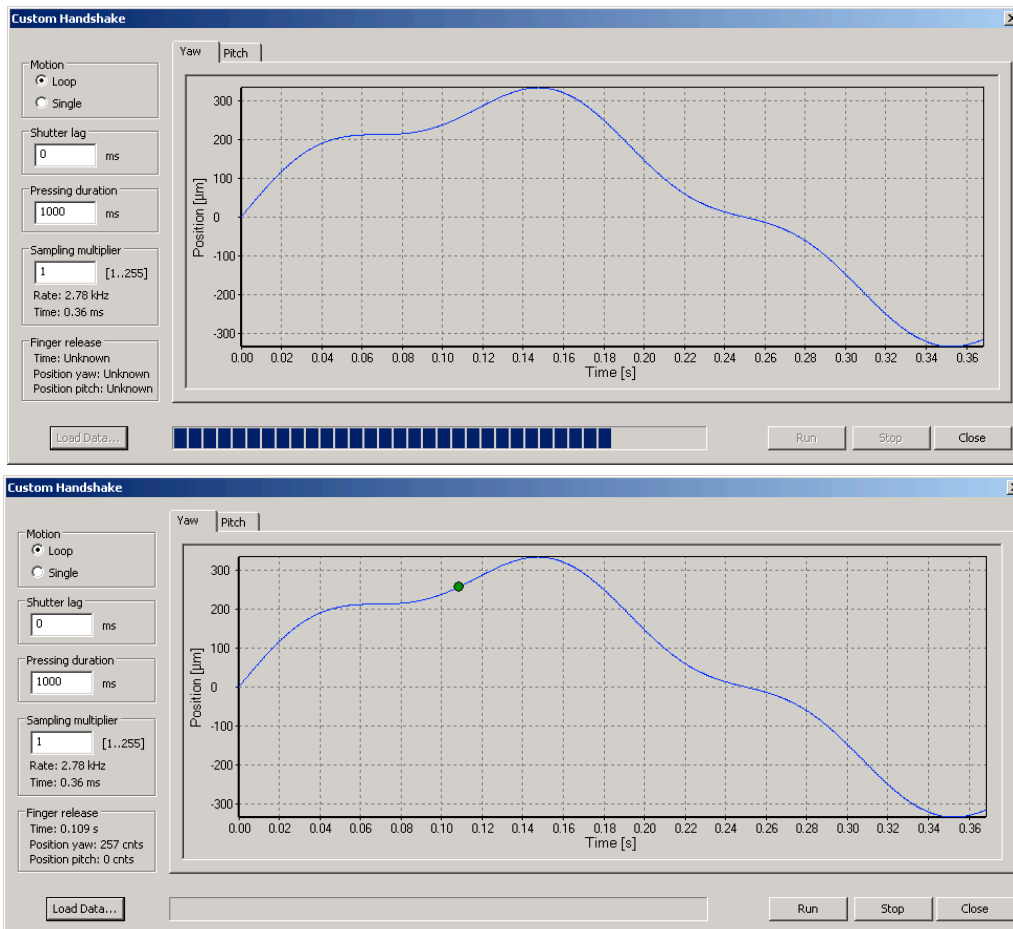 Custom Handshake
Yaw
Pitch
Motion
Loop
Single
Shutter lag
0 ms
Pressing duration
1000 ms
Sampling multiplier
1 [1..255]
Rate: 2.78 kHz
Time: 0.36 ms
Finger release
Time: Unknown
Position yaw: Unknown
Position pitch: Unknown
Position [µm]
300
200
100
0
-100
-200
-300
0.00 0.02 0.04 0.06 0.08 0.10 0.12 0.14 0.16 0.18 0.20 0.22 0.24 0.26 0.28 0.30 0.32 0.34 0.36
Time [s]
Load Data...
Run
Stop
Close
Custom Handshake
Yaw
Pitch
Motion
Loop
Single
Shutter lag
0 ms
Pressing duration
1000 ms
Sampling multiplier
1 [1..255]
Rate: 2.78 kHz
Time: 0.36 ms
Finger release
Time: 0.109 s
Position yaw: 257 cnts
Position pitch: 0 cnts
Position [µm]
300
200
100
0
-100
-200
-300
0.00 0.02 0.04 0.06 0.08 0.10 0.12 0.14 0.16 0.18 0.20 0.22 0.24 0.26 0.28 0.30 0.32 0.34 0.36
Time [s]
Load Data...
Run
Stop
Close